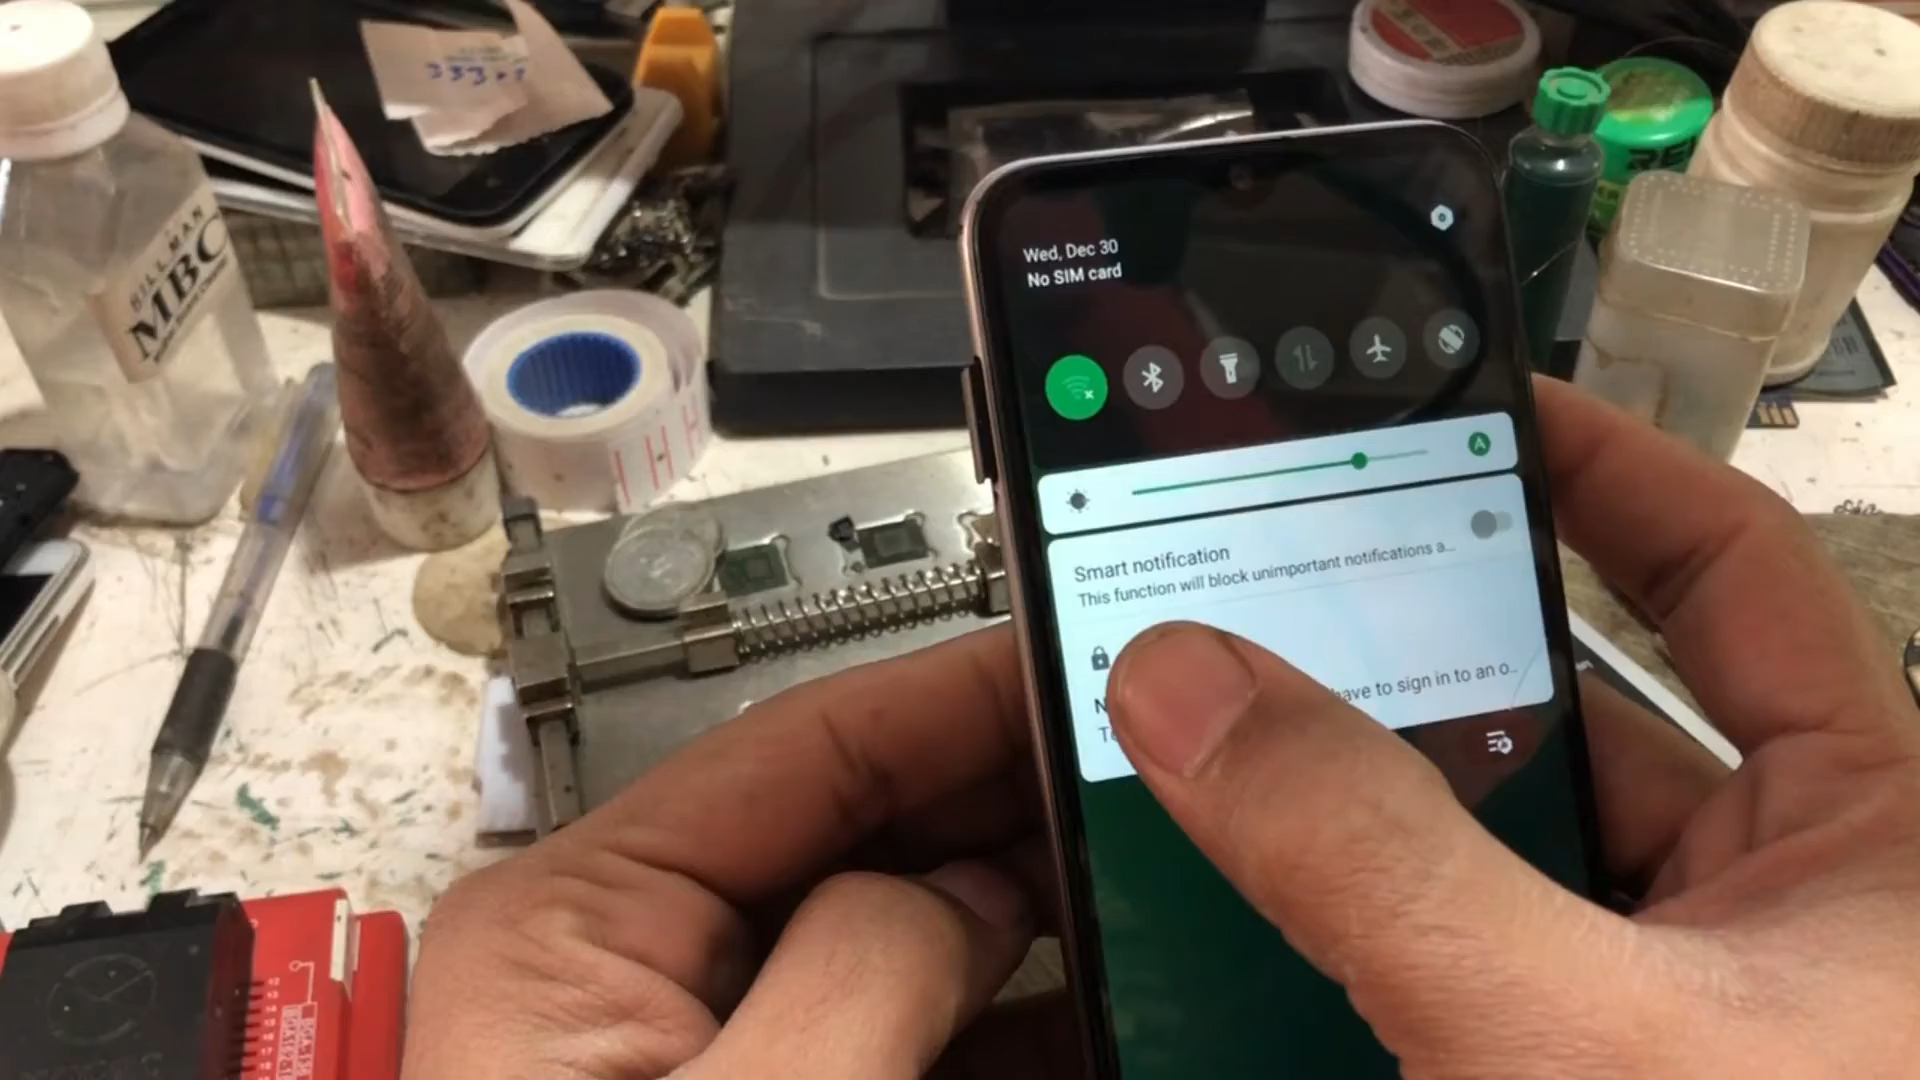 BILLMAN
MBC
Wed, Dec 30
No SIM card
A
Smart notification
This function will block unimportant notifications a...
have to sign in to an o...